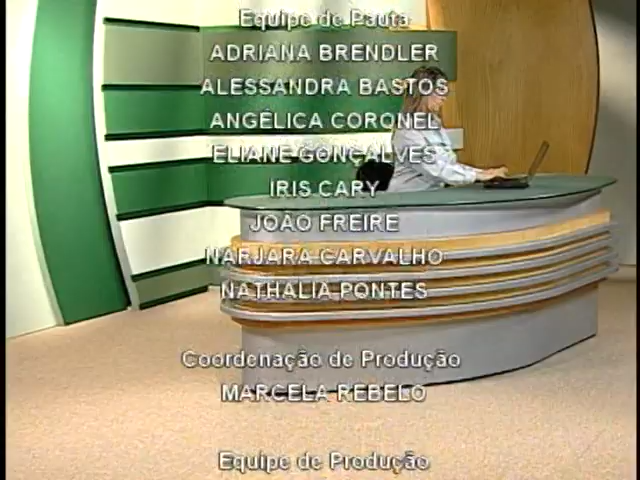 Equipe de Pauta
ADRIANA BRENDLER
ALESSANDRA BASTOS
ANGÉLICA CORONEL
ELIANE GONÇALVES
IRIS CARY
JOÃO FREIRE
NARJARA CARVALHO
NATHALIA PONTES
Coordenação de Produção
MARCELA REBELO
Equipe de Produção